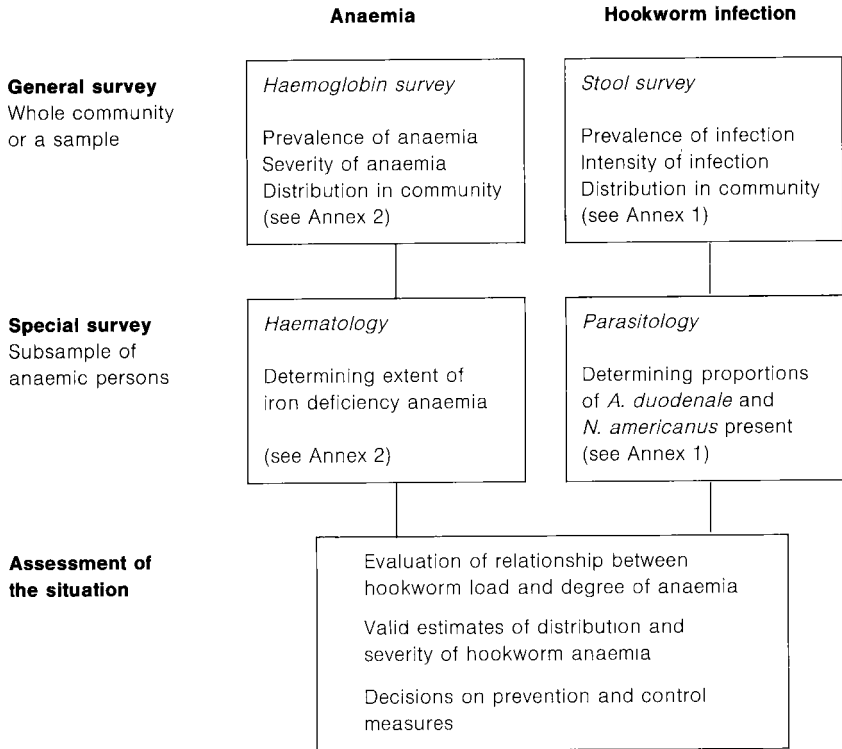 Anaemia
Hookworm infection
General survey
Whole community
or a sample
Haemoglobin survey
Prevalence of anaemia
Severity of anaemia
Distribution in community
(see Annex 2)
Stool survey
Prevalence of infection
Intensity of infection
Distribution in community
(see Annex 1)
Special survey
Subsample of
anaemic persons
Haematology
Determining extent of
iron deficiency anaemia
(see Annex 2)
Parasitology
Determining proportions
of A. duodenale and
N. americanus present
(see Annex 1)
Assessment of
the situation
Evaluation of relationship between
hookworm load and degree of anaemia
Valid estimates of distribution and
severity of hookworm anaemia
Decisions on prevention and control
measures